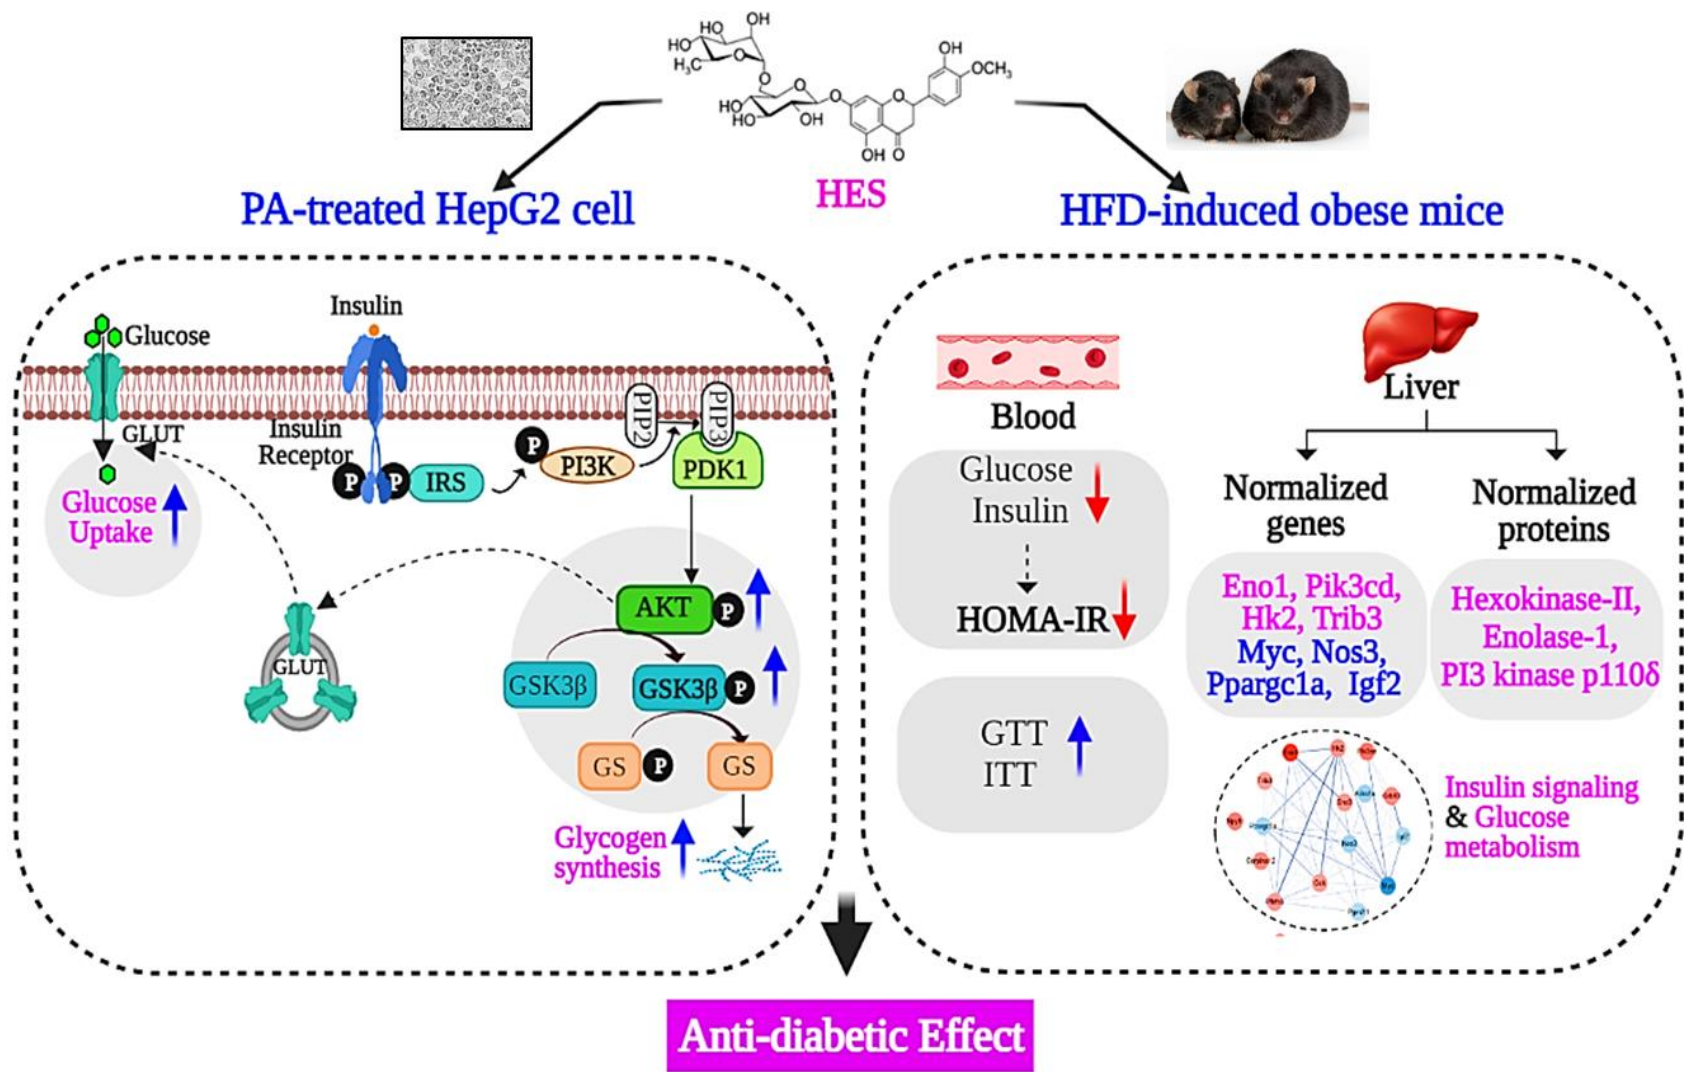 HO
OH
HO
H₃C
O
O
O
HO
HO
OH
O
O
OH
OCH₃
OH
O
HES
PA-treated HepG2 cell
HFD-induced obese mice
Insulin
Glucose
GLUT
Insulin
Receptor
P
P
IRS
P
PI3K
PIP2
PIP3
PDK1
Glucose
Uptake
AKT
P
GLUT
GSK3β
GSK3β
P
GS
P
GS
Glycogen
synthesis
Blood
Glucose
Insulin
HOMA-IR
GTT
ITT
Liver
Normalized
genes
Normalized
proteins
Eno1, Pik3cd,
Hk2, Trib3
Myc, Nos3,
Ppargc1a, Igf2
Hexokinase-II,
Enolase-1,
PI3 kinase p110δ
Hk2
Insulin signaling
& Glucose
metabolism
Anti-diabetic Effect